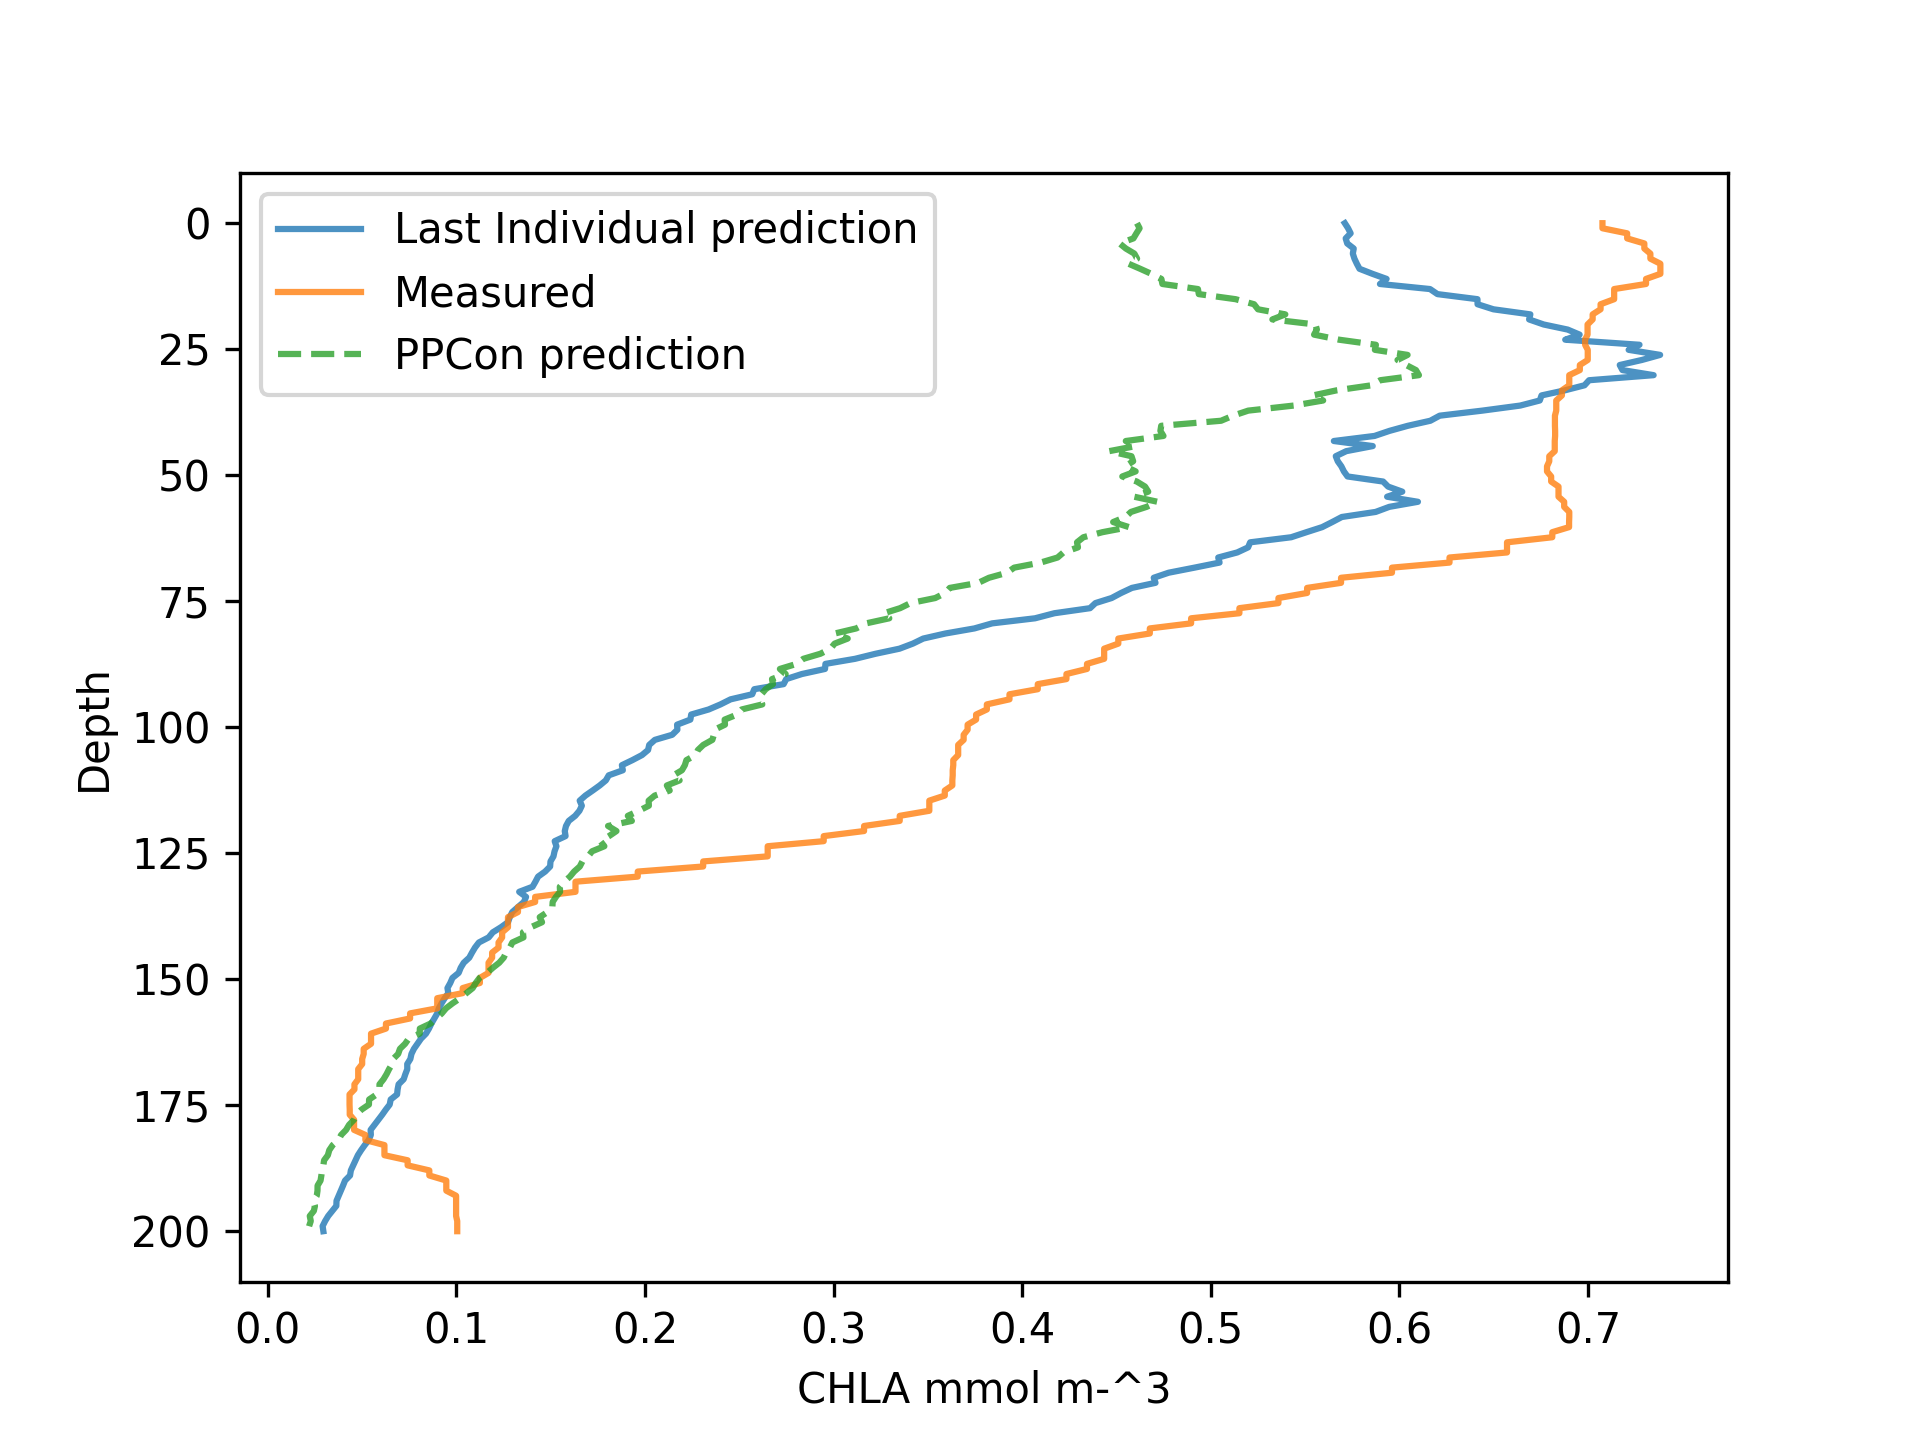 Last Individual prediction
Measured
PPCon prediction
0
25
50
75
100
125
150
175
200
Depth
0.0 0.1 0.2 0.3 0.4 0.5 0.6 0.7
CHLA mmol m-^3